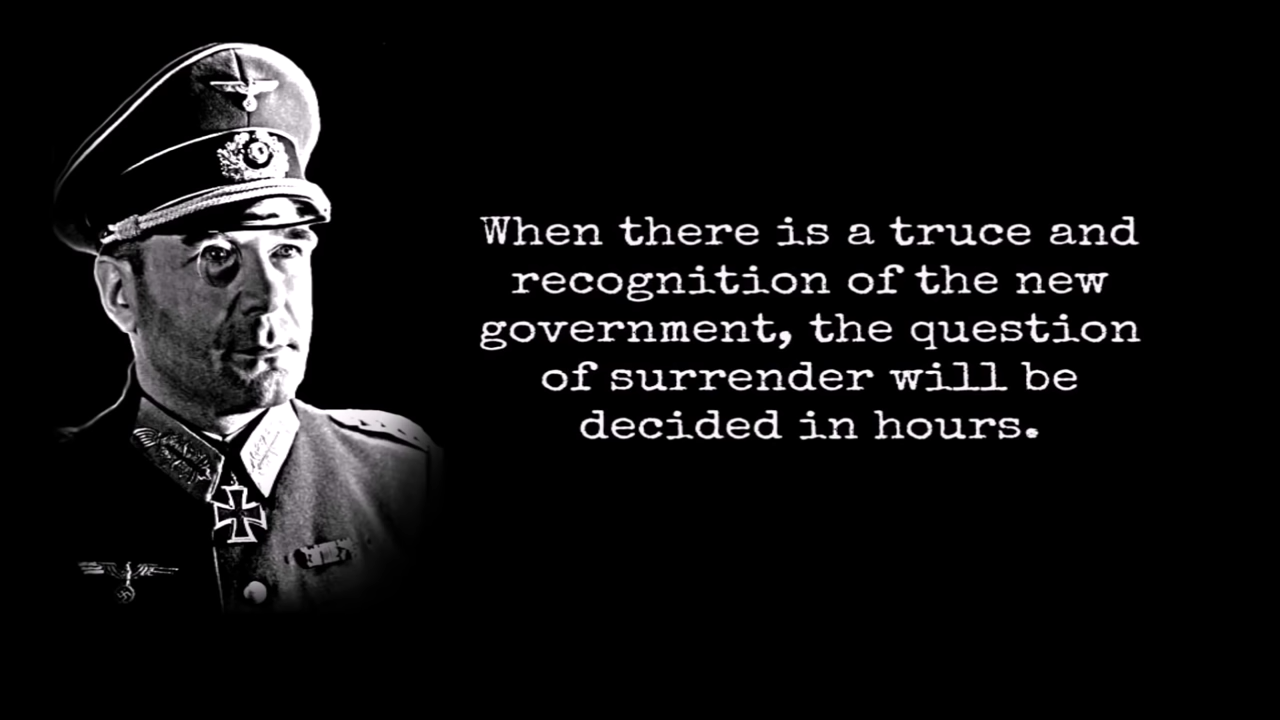 When there is a truce and
recognition of the new
government, the question
of surrender will be
decided in hours.